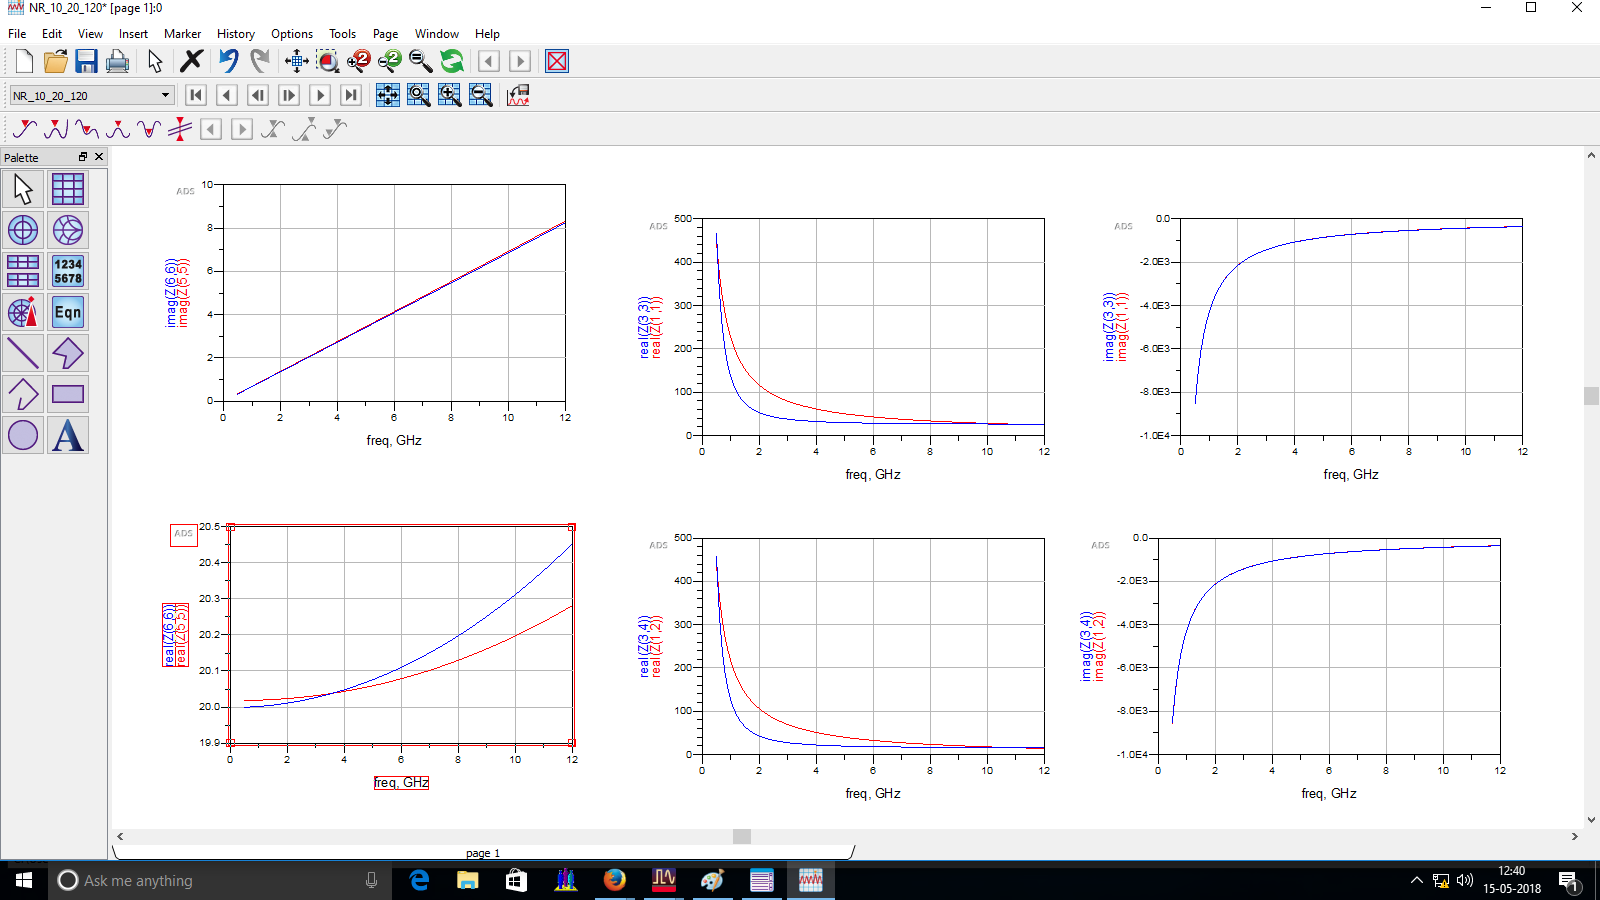 NR_10_20_120* [page 1]:0
File Edit View Insert Marker History Options Tools Page Window Help
2 2
NR_10_20_120
Palette
1234
5678
Eqn
ADS
imag(Z(6,6))
imag(Z(5,5))
10
8
6
4
2
0
0 2 4 6 8 10 12
freq, GHz
ADS
real(Z(3,3))
real(Z(1,1))
500
400
300
200
100
0
0 2 4 6 8 10 12
freq, GHz
ADS
imag(Z(3,3))
imag(Z(1,1))
0.0
-2.0E3
-4.0E3
-6.0E3
-8.0E3
-1.0E4
0 2 4 6 8 10 12
freq, GHz
ADS
real(Z(6,6))
real(Z(5,5))
20.5
20.4
20.3
20.2
20.1
20.0
19.9
0 2 4 6 8 10 12
freq, GHz
ADS
real(Z(3,4))
real(Z(1,2))
500
400
300
200
100
0
0 2 4 6 8 10 12
freq, GHz
ADS
imag(Z(3,4))
imag(Z(1,2))
0.0
-2.0E3
-4.0E3
-6.0E3
-8.0E3
-1.0E4
0 2 4 6 8 10 12
freq, GHz
page 1
Ask me anything
12:40
15-05-2018
1